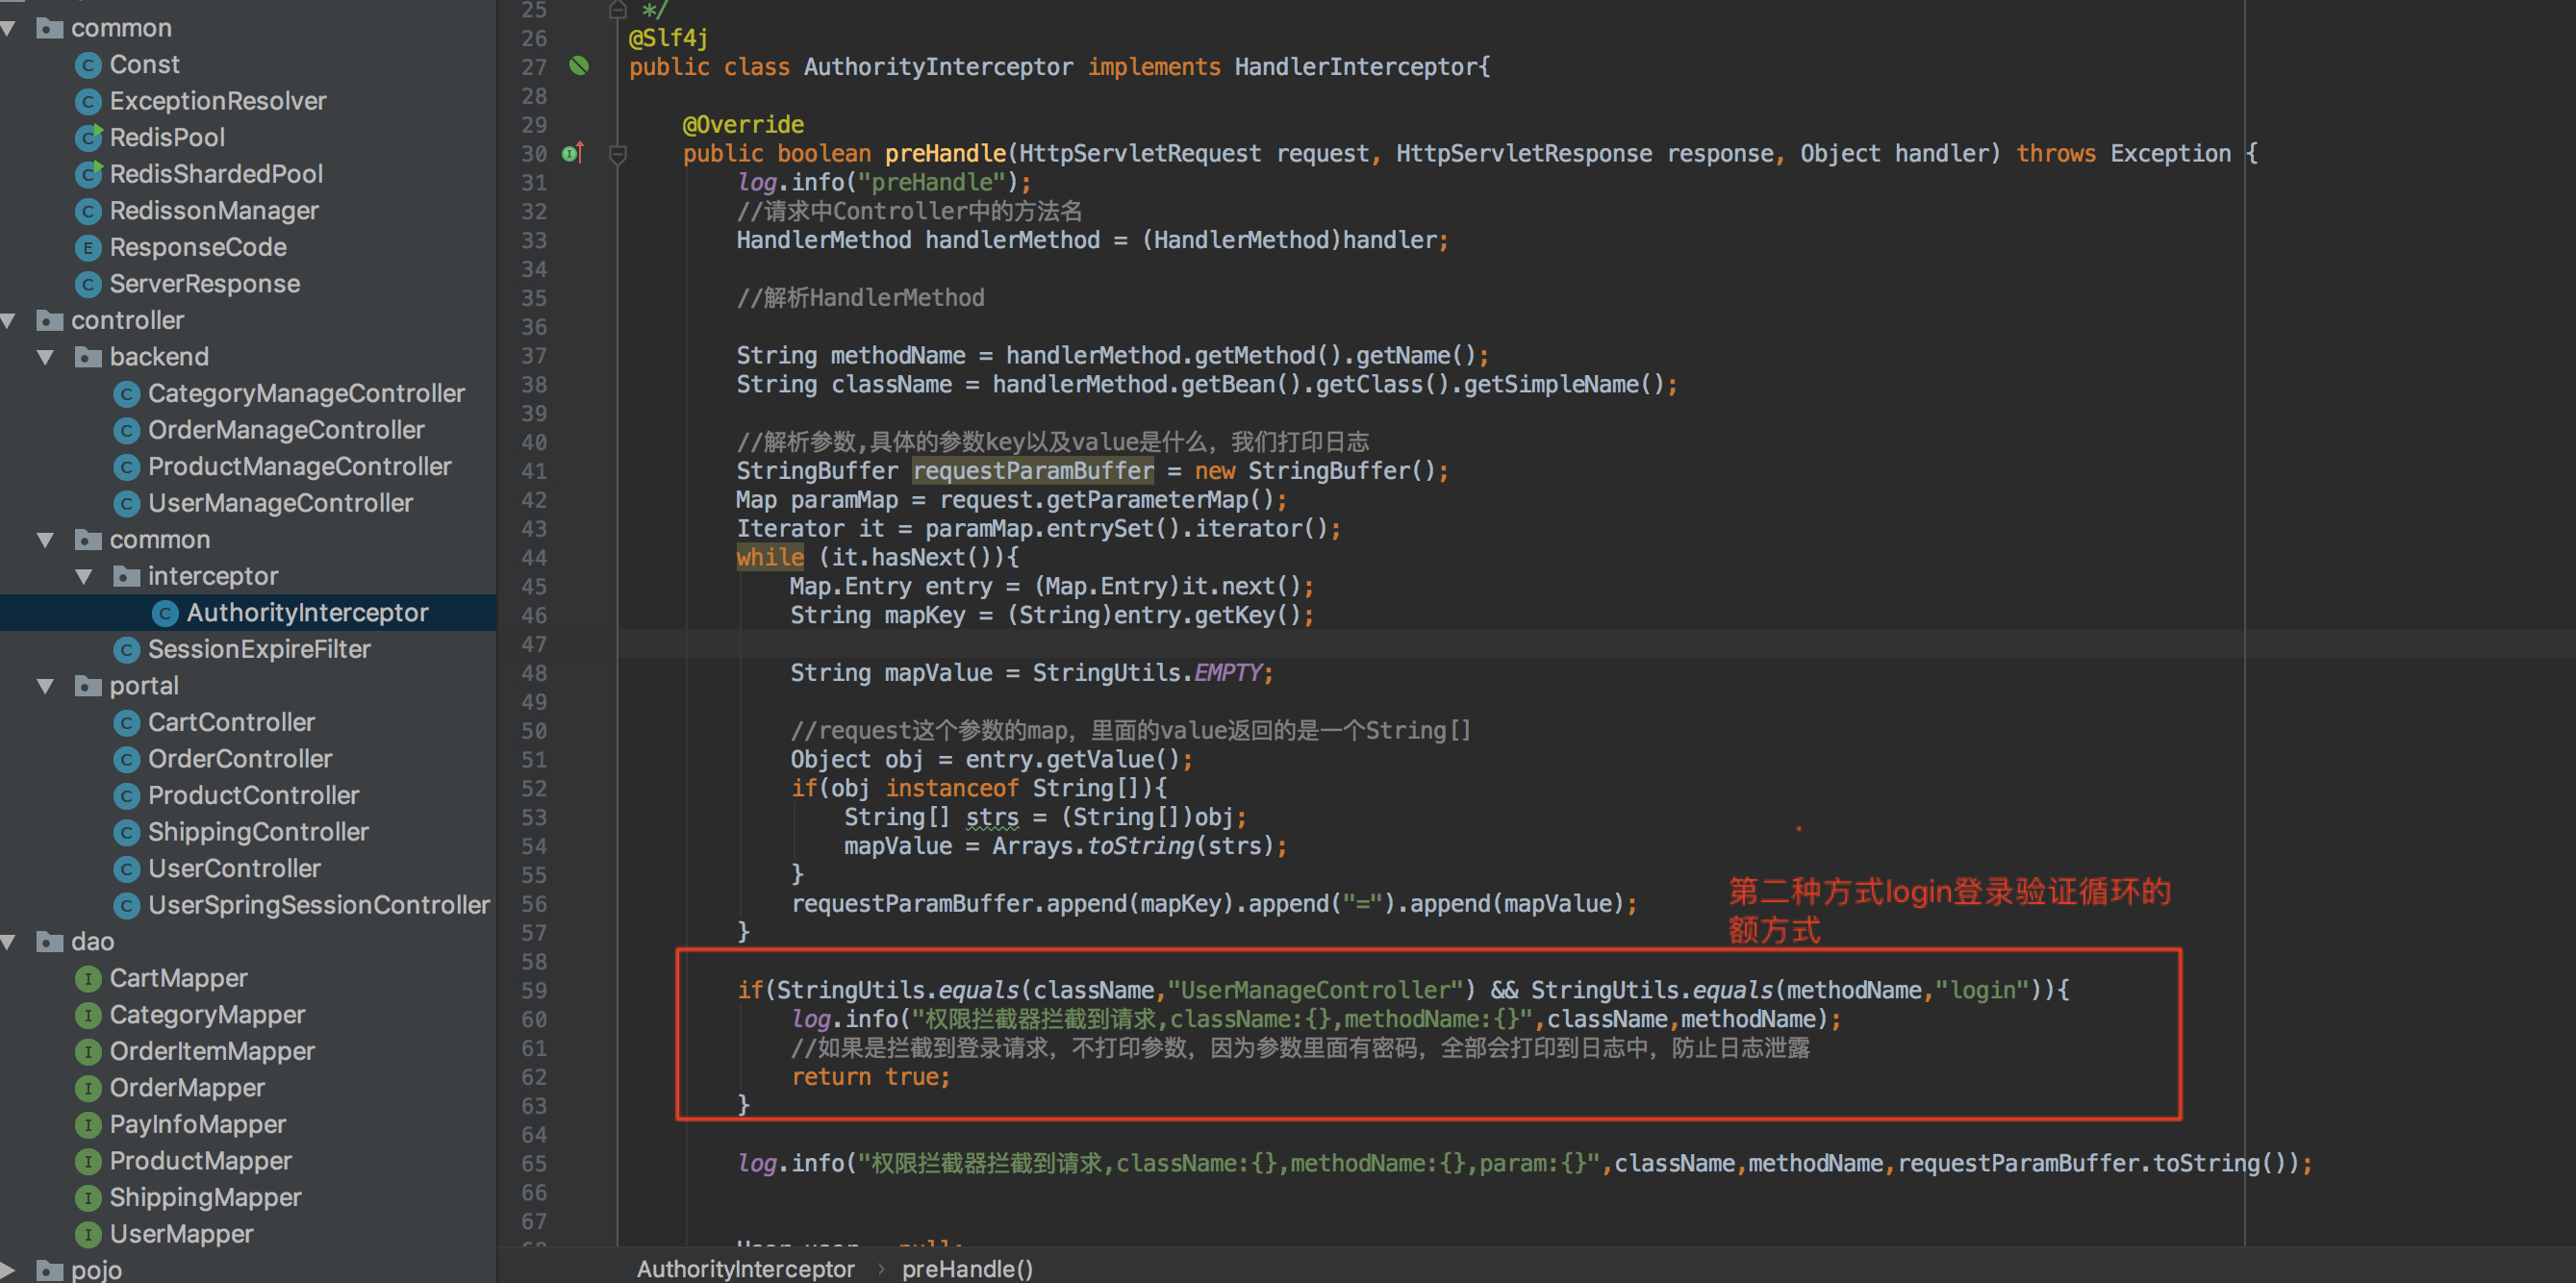 common
Const
ExceptionResolver
RedisPool
RedisShardedPool
RedissonManager
ResponseCode
ServerResponse
controller
backend
CategoryManageController
OrderManageController
ProductManageController
UserManageController
common
interceptor
AuthorityInterceptor
SessionExpireFilter
portal
CartController
OrderController
ProductController
ShippingController
UserController
UserSpringSessionController
dao
CartMapper
CategoryMapper
OrderItemMapper
OrderMapper
PayInfoMapper
ProductMapper
ShippingMapper
UserMapper
pojo
25 */
26 @Slf4j
27 public class AuthorityInterceptor implements HandlerInterceptor{
28
29 @Override
30 public boolean preHandle(HttpServletRequest request, HttpServletResponse response, Object handler) throws Exception {
31 log.info("preHandle");
32 //请求中Controller中的方法名
33 HandlerMethod handlerMethod = (HandlerMethod)handler;
34
35 //解析HandlerMethod
36
37 String methodName = handlerMethod.getMethod().getName();
38 String className = handlerMethod.getBean().getClass().getSimpleName();
39
40 //解析参数,具体的参数key以及value是什么，我们打印日志
41 StringBuffer requestParamBuffer = new StringBuffer();
42 Map paramMap = request.getParameterMap();
43 Iterator it = paramMap.entrySet().iterator();
44 while (it.hasNext()){
45 Map.Entry entry = (Map.Entry)it.next();
46 String mapKey = (String)entry.getKey();
47
48 String mapValue = StringUtils.EMPTY;
49
50 //request这个参数的map，里面的value返回的是一个String[]
51 Object obj = entry.getValue();
52 if(obj instanceof String[]){
53 String[] strs = (String[])obj;
54 mapValue = Arrays.toString(strs);
55 }
56 requestParamBuffer.append(mapKey).append("=").append(mapValue);
57 }
第二种方式login登录验证循环的
额方式
58
59 if(StringUtils.equals(className,"UserManageController") && StringUtils.equals(methodName,"login")){
60 log.info("权限拦截器拦截到请求,className:{},methodName:{}",className,methodName);
61 //如果是拦截到登录请求，不打印参数，因为参数里面有密码，全部会打印到日志中，防止日志泄露
62 return true;
63 }
64
65 log.info("权限拦截器拦截到请求,className:{},methodName:{},param:{}",className,methodName,requestParamBuffer.toString());
66
67
AuthorityInterceptor › preHandle()